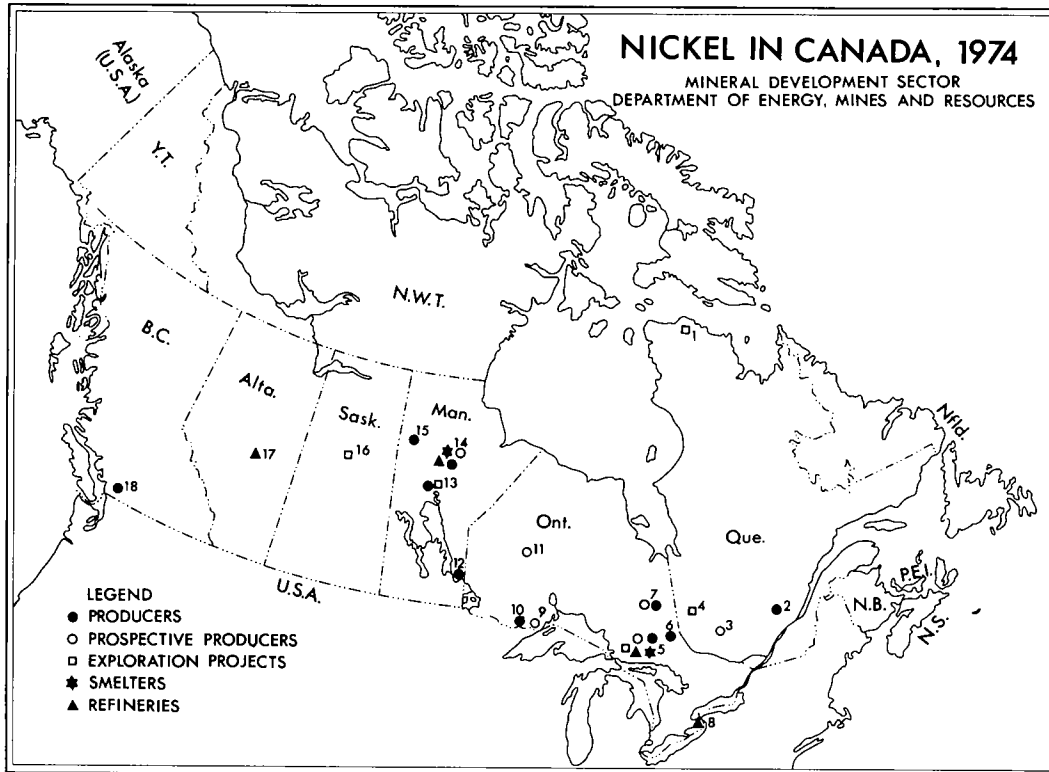 NICKEL IN CANADA, 1974
MINERAL DEVELOPMENT SECTOR
DEPARTMENT OF ENERGY, MINES AND RESOURCES
Alaska
(U.S.A.)
Y.T.
N.W.T.
B.C.
Alta.
Sask.
Man.
Ont.
Que.
Nfld.
P.E.I.
N.B.
N.S.
U.S.A.
1
2
3
4
5
6
7
8
9
10
11
12
13
14
15
16
17
18
LEGEND
PRODUCERS
PROSPECTIVE PRODUCERS
EXPLORATION PROJECTS
SMELTERS
REFINERIES